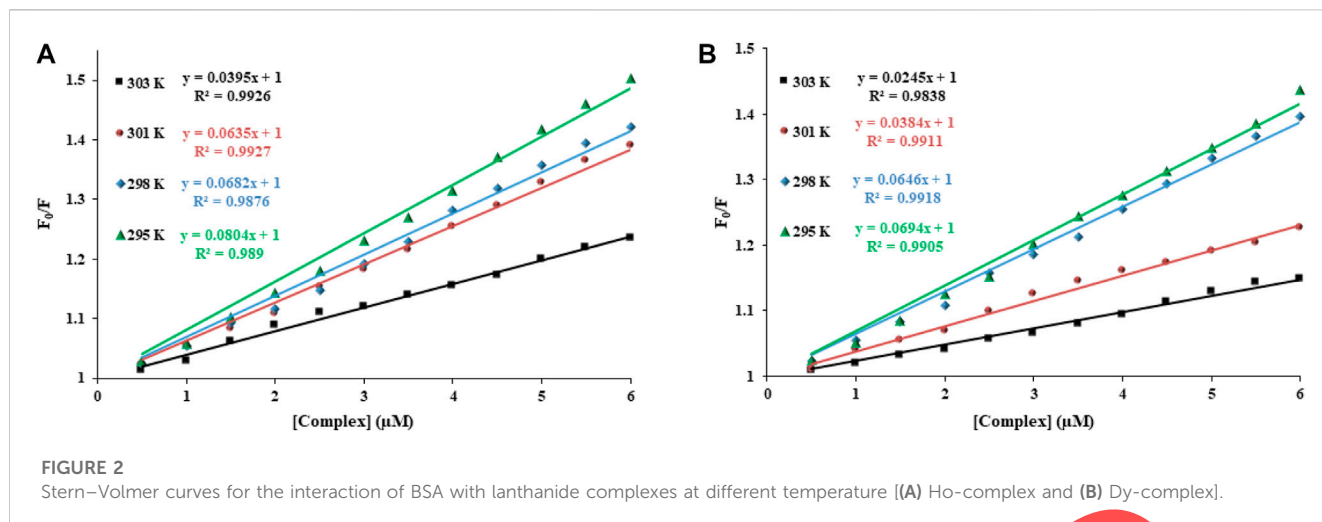 A
303 K y = 0.0395x + 1
R² = 0.9926
301 K y = 0.0635x + 1
R² = 0.9927
298 K y = 0.0682x + 1
R² = 0.9876
295 K y = 0.0804x + 1
R² = 0.989
F₀/F
1.5
1.4
1.3
1.2
1.1
1
0 1 2 3 4 5 6
[Complex] (µM)
B
303 K y = 0.0245x + 1
R² = 0.9838
301 K y = 0.0384x + 1
R² = 0.9911
298 K y = 0.0646x + 1
R² = 0.9918
295 K y = 0.0694x + 1
R² = 0.9905
F₀/F
1.5
1.4
1.3
1.2
1.1
1
0 1 2 3 4 5 6
[Complex] (µM)
FIGURE 2
Stern–Volmer curves for the interaction of BSA with lanthanide complexes at different temperature [(A) Ho-complex and (B) Dy-complex].